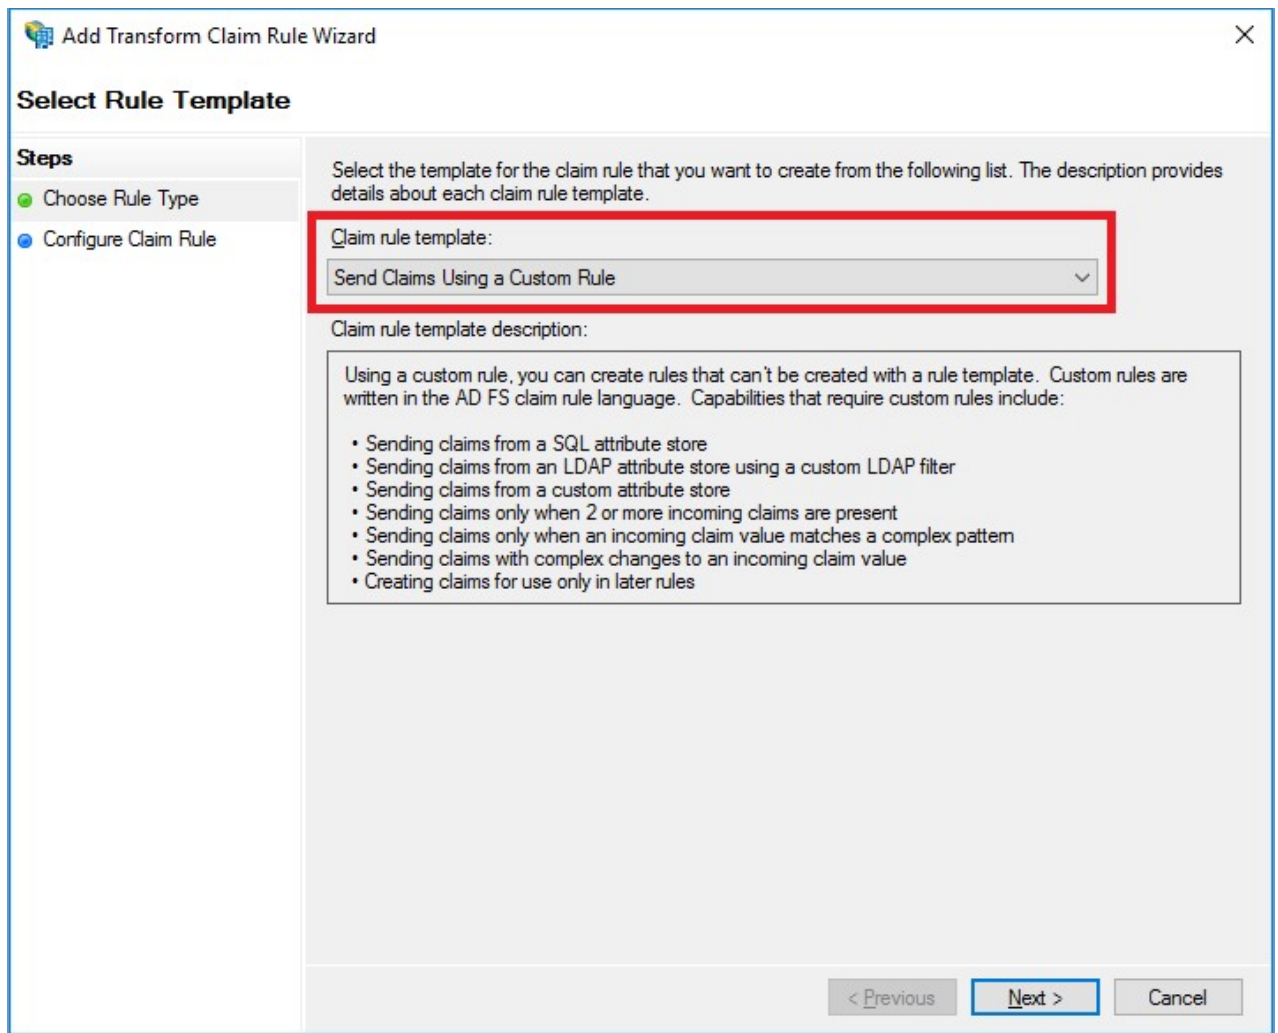 Add Transform Claim Rule Wizard
Select Rule Template
Steps
Choose Rule Type
Configure Claim Rule
Select the template for the claim rule that you want to create from the following list. The description provides
details about each claim rule template.
Claim rule template:
Send Claims Using a Custom Rule
Claim rule template description:
Using a custom rule, you can create rules that can't be created with a rule template. Custom rules are
written in the AD FS claim rule language. Capabilities that require custom rules include:
• Sending claims from a SQL attribute store
• Sending claims from an LDAP attribute store using a custom LDAP filter
• Sending claims from a custom attribute store
• Sending claims only when 2 or more incoming claims are present
• Sending claims only when an incoming claim value matches a complex pattern
• Sending claims with complex changes to an incoming claim value
• Creating claims for use only in later rules
< Previous
Next >
Cancel